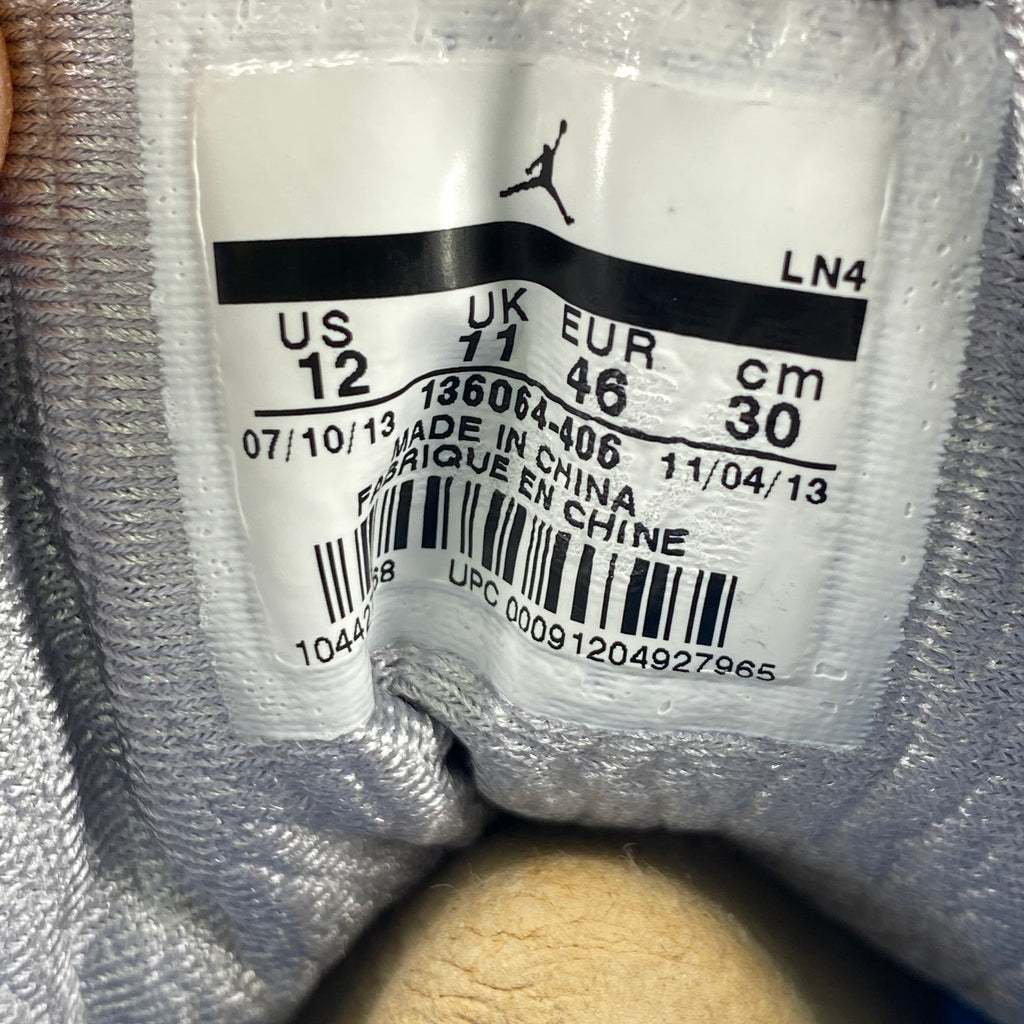 LN4
US UK EUR cm
12 11 46 30
136064-406
07/10/13 11/04/13
MADE IN CHINA
FABRIQUE EN CHINE
UPC 00091204927965